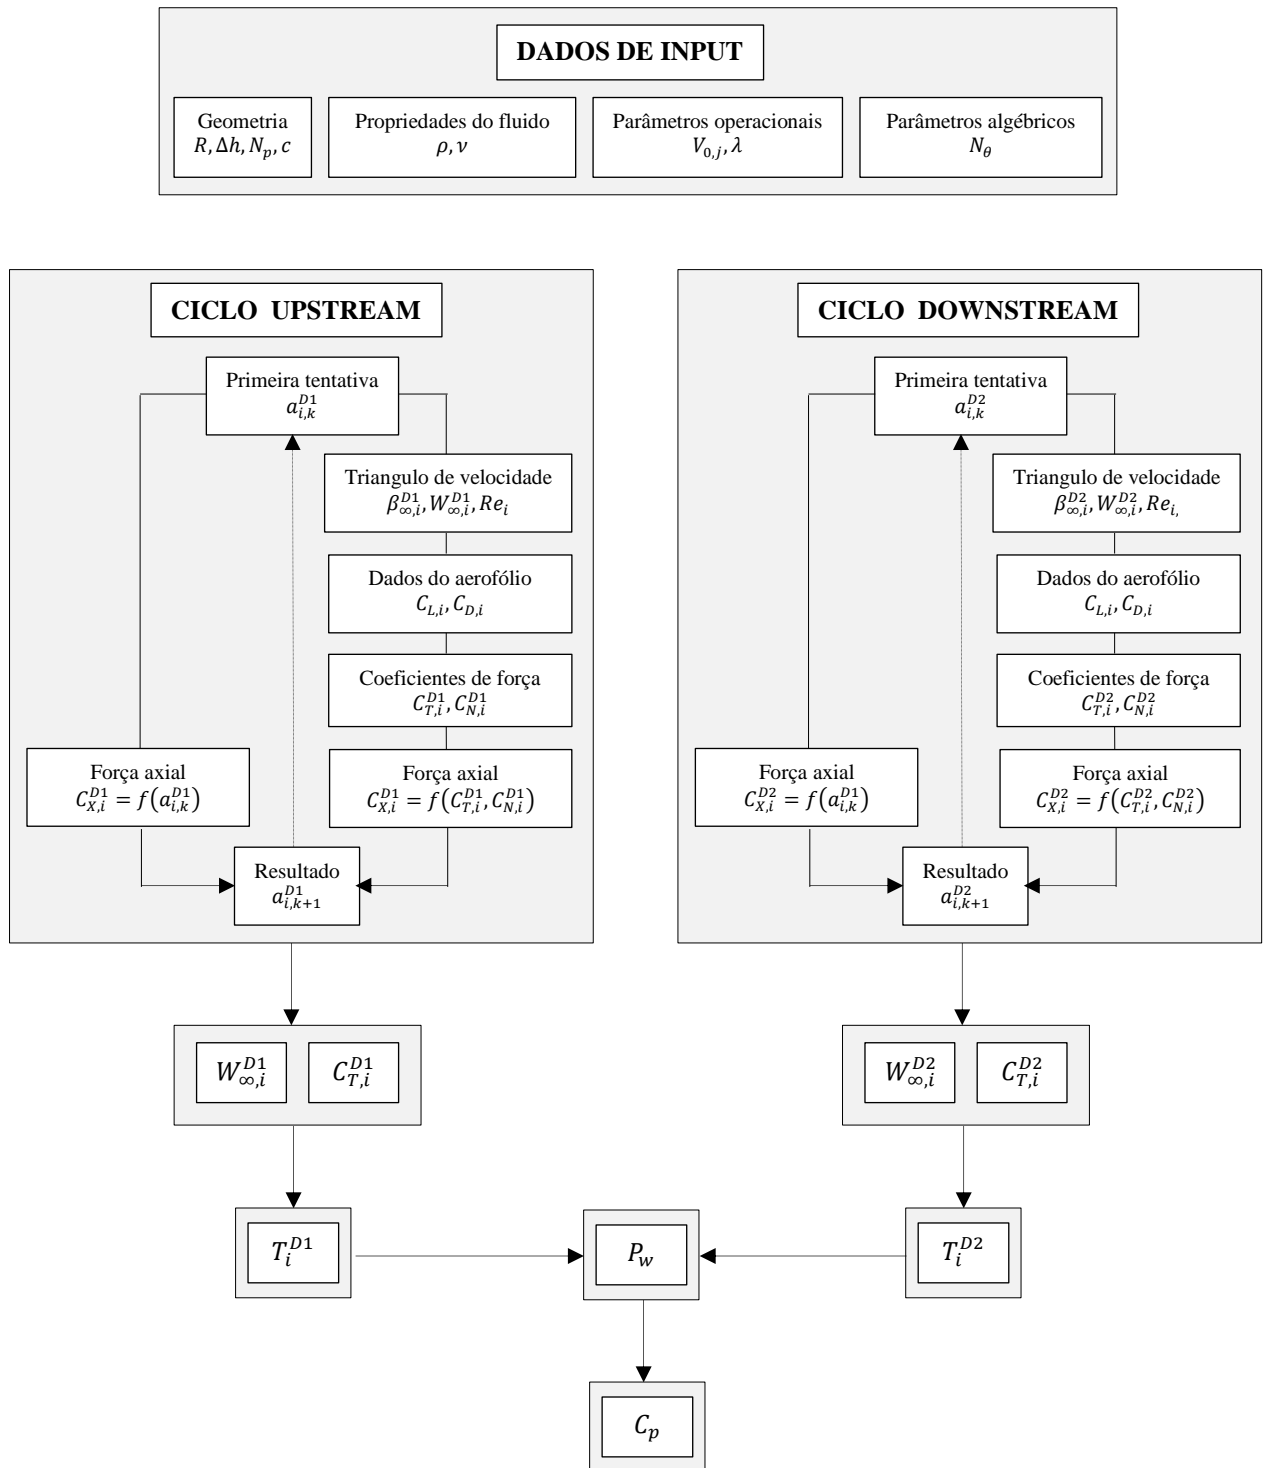 DADOS DE INPUT
Geometria
R, Δh, N_p, c
Propriedades do fluido
ρ, ν
Parâmetros operacionais
V_{0,j}, λ
Parâmetros algébricos
N_θ
CICLO UPSTREAM
Primeira tentativa
a_{i,k}^{D1}
Triangulo de velocidade
β_{∞,i}^{D1}, W_{∞,i}^{D1}, Re_i
Dados do aerofólio
C_{L,i}, C_{D,i}
Coeficientes de força
C_{T,i}^{D1}, C_{N,i}^{D1}
Força axial
C_{X,i}^{D1} = f(a_{i,k}^{D1})
Força axial
C_{X,i}^{D1} = f(C_{T,i}^{D1}, C_{N,i}^{D1})
Resultado
a_{i,k+1}^{D1}
CICLO DOWNSTREAM
Primeira tentativa
a_{i,k}^{D2}
Triangulo de velocidade
β_{∞,i}^{D2}, W_{∞,i}^{D2}, Re_{i,}
Dados do aerofólio
C_{L,i}, C_{D,i}
Coeficientes de força
C_{T,i}^{D2}, C_{N,i}^{D2}
Força axial
C_{X,i}^{D2} = f(a_{i,k}^{D1})
Força axial
C_{X,i}^{D2} = f(C_{T,i}^{D2}, C_{N,i}^{D2})
Resultado
a_{i,k+1}^{D2}
W_{∞,i}^{D1}
C_{T,i}^{D1}
W_{∞,i}^{D2}
C_{T,i}^{D2}
T_i^{D1}
P_w
T_i^{D2}
C_p